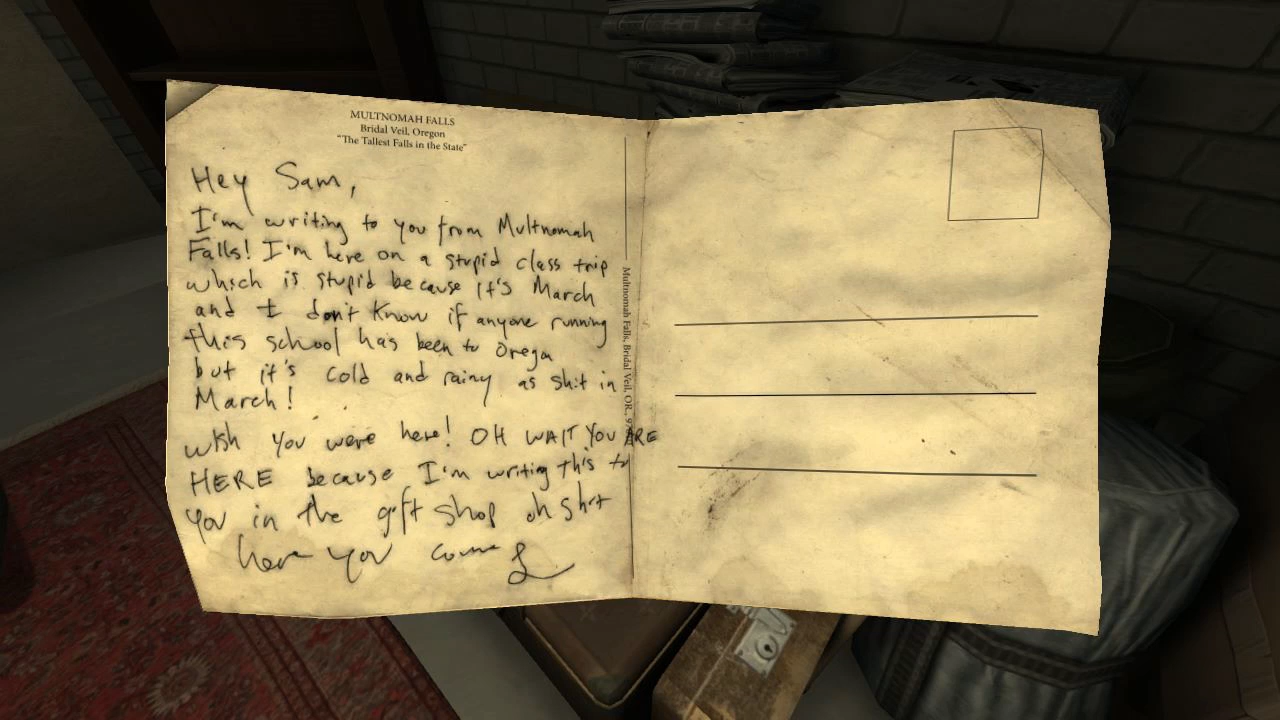 MULTNOMAH FALLS
Bridal Veil, Oregon
"The Tallest Falls in the State"
Hey Sam,
I'm writing to you from Multnomah
Falls! I'm here on a stupid class trip
which is stupid because it's March
and I don't know if anyone running
this school has been to Oregon
but it's cold and rainy as shit in
March!
wish you were here! OH WAIT YOU ARE
HERE because I'm writing this to
you in the gift shop oh shit
here you come L
Multnomah Falls, Bridal Veil, OR.,